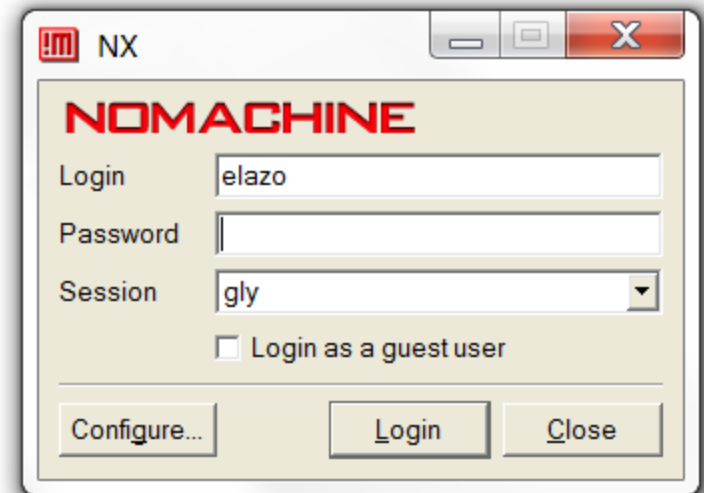 !m NX
NOMACHINE
Login elazo
Password
Session gly
Login as a guest user
Configure... Login Close